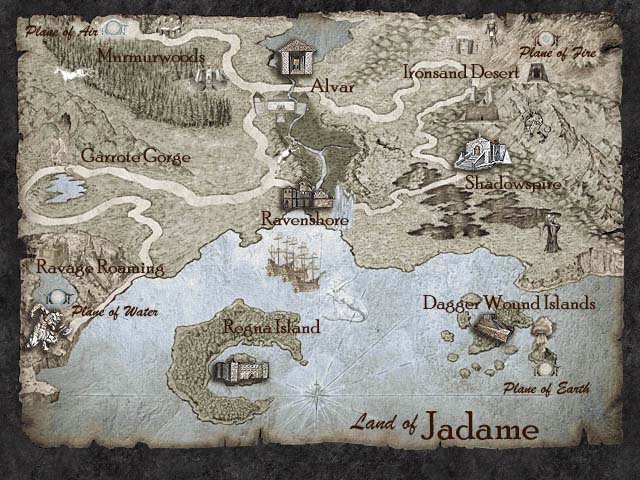 Plane of Air
Murmurwoods
Alvar
Ironsand Desert
Plane of Fire
Garrote Gorge
Shadowspire
Ravenshore
Ravage Roaming
Plane of Water
Regna Island
Dagger Wound Islands
Plane of Earth
Land of Jadame